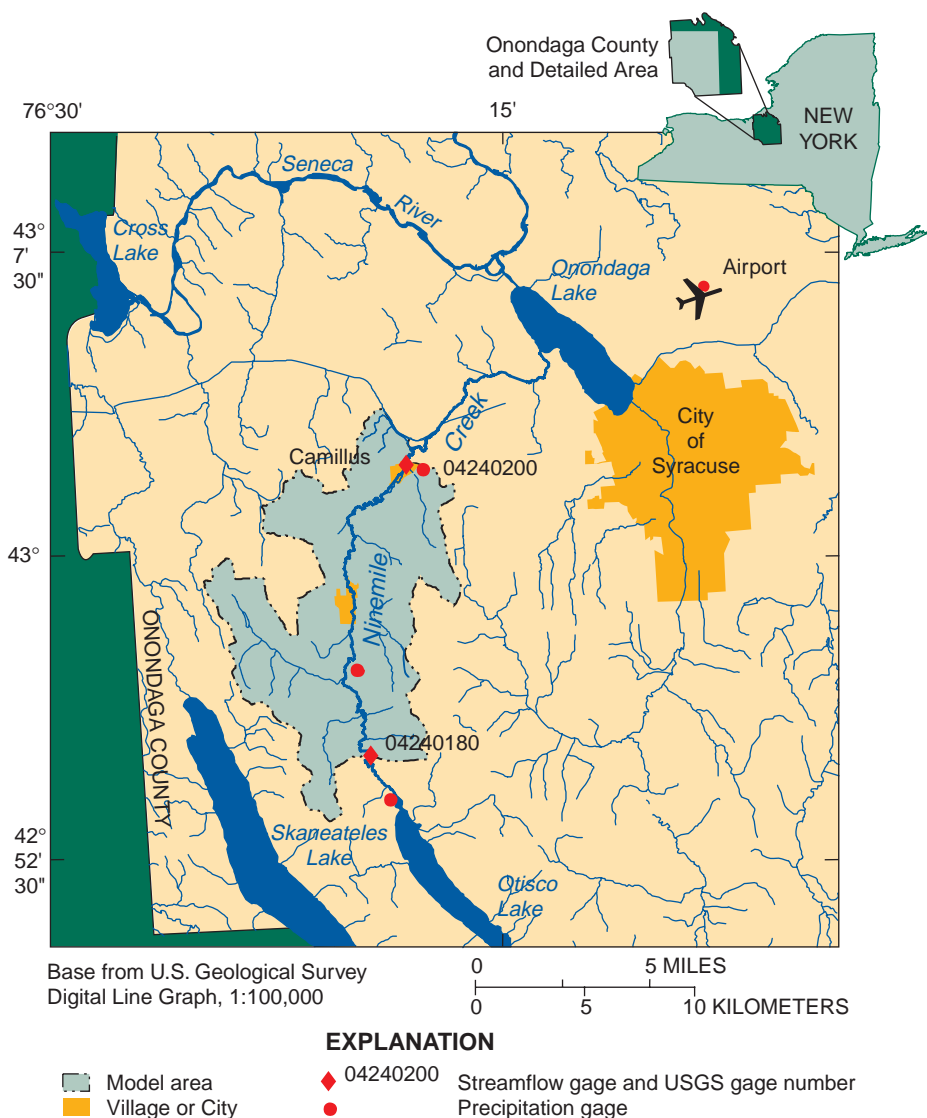 Onondaga County
and Detailed Area
NEW
YORK
76°30'
15'
43°
7'
30"
43°
42°
52'
30"
Seneca
River
Cross
Lake
Onondaga
Lake
Airport
Creek
City
of
Syracuse
Camillus
04240200
Ninemile
ONONDAGA COUNTY
04240180
Skaneateles
Lake
Otisco
Lake
Base from U.S. Geological Survey
Digital Line Graph, 1:100,000
0 5 MILES
0 5 10 KILOMETERS
EXPLANATION
Model area
Village or City
04240200 Streamflow gage and USGS gage number
Precipitation gage